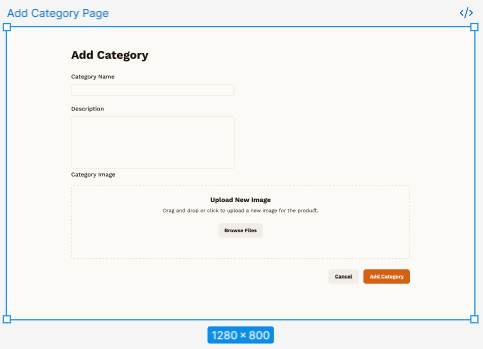 Add Category Page
</>
Add Category
Category Name
Description
Category Image
Upload New Image
Drag and drop or click to upload a new image for the product.
Browse Files
Cancel
Add Category
1280 × 800